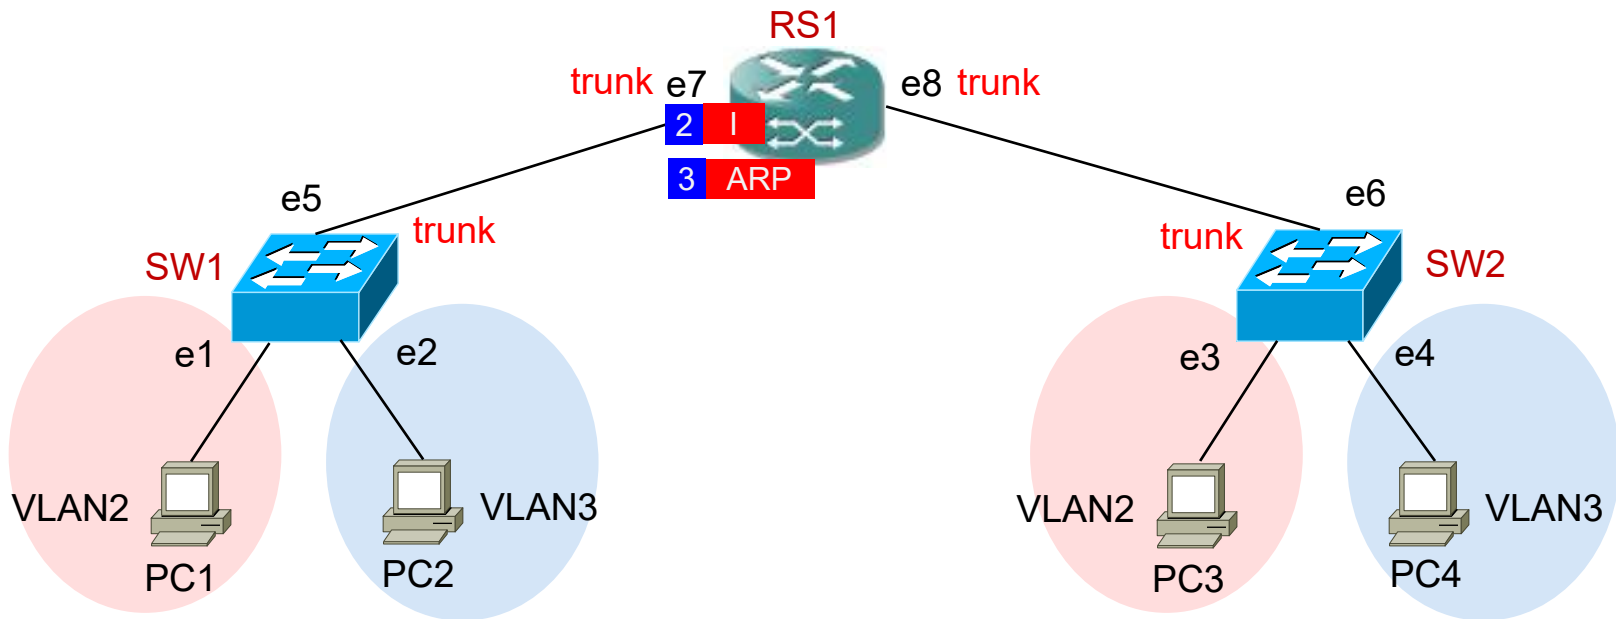 RS1
trunk e7
e8 trunk
2 I
3 ARP
e5
trunk
SW1
e6
trunk
SW2
e1
e2
e3
e4
VLAN2
VLAN3
PC1
PC2
VLAN2
VLAN3
PC3
PC4